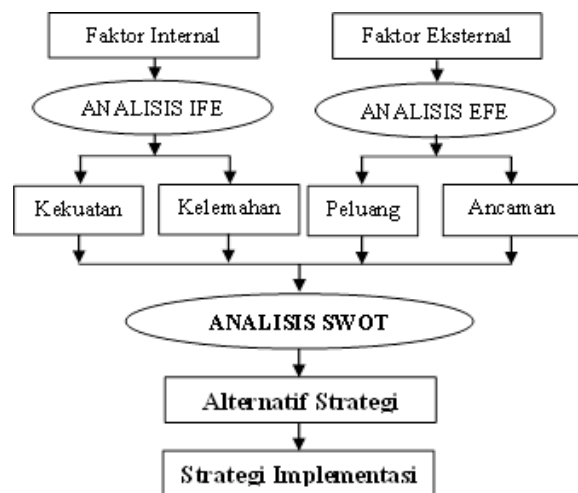 Faktor Internal
Faktor Eksternal
ANALISIS IFE
ANALISIS EFE
Kekuatan
Kelemahan
Peluang
Ancaman
ANALISIS SWOT
Alternatif Strategi
Strategi Implementasi